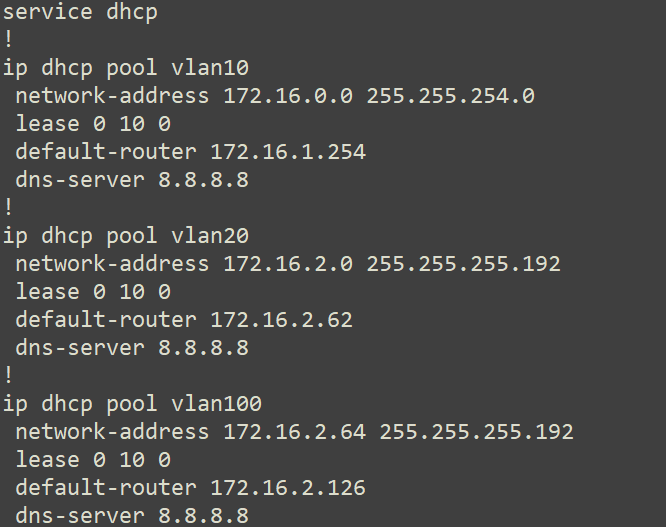 service dhcp
!
ip dhcp pool vlan10
 network-address 172.16.0.0 255.255.254.0
 lease 0 10 0
 default-router 172.16.1.254
 dns-server 8.8.8.8
!
ip dhcp pool vlan20
 network-address 172.16.2.0 255.255.255.192
 lease 0 10 0
 default-router 172.16.2.62
 dns-server 8.8.8.8
!
ip dhcp pool vlan100
 network-address 172.16.2.64 255.255.255.192
 lease 0 10 0
 default-router 172.16.2.126
 dns-server 8.8.8.8